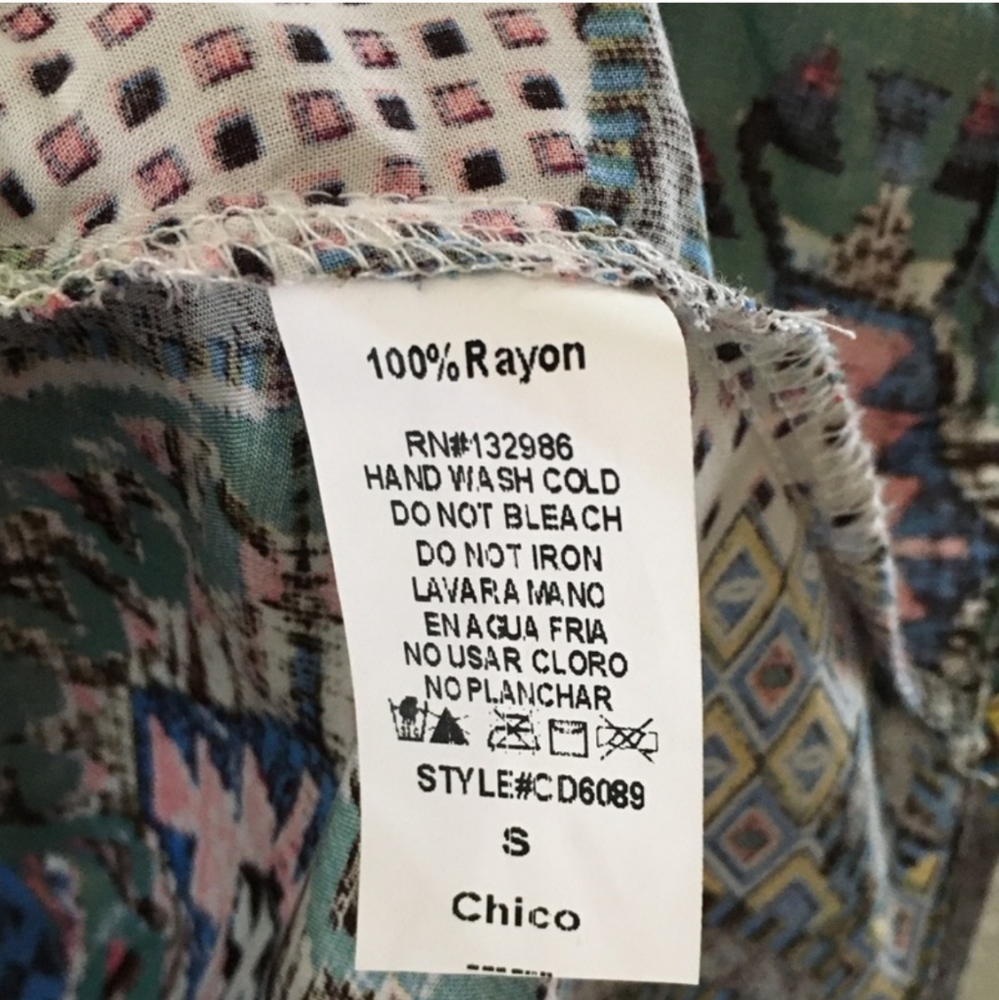 100% Rayon
RN#132986
HAND WASH COLD
DO NOT BLEACH
DO NOT IRON
LAVAR A MANO
EN AGUA FRIA
NO USAR CLORO
NO PLANCHAR
STYLE#CD6089
S
Chico